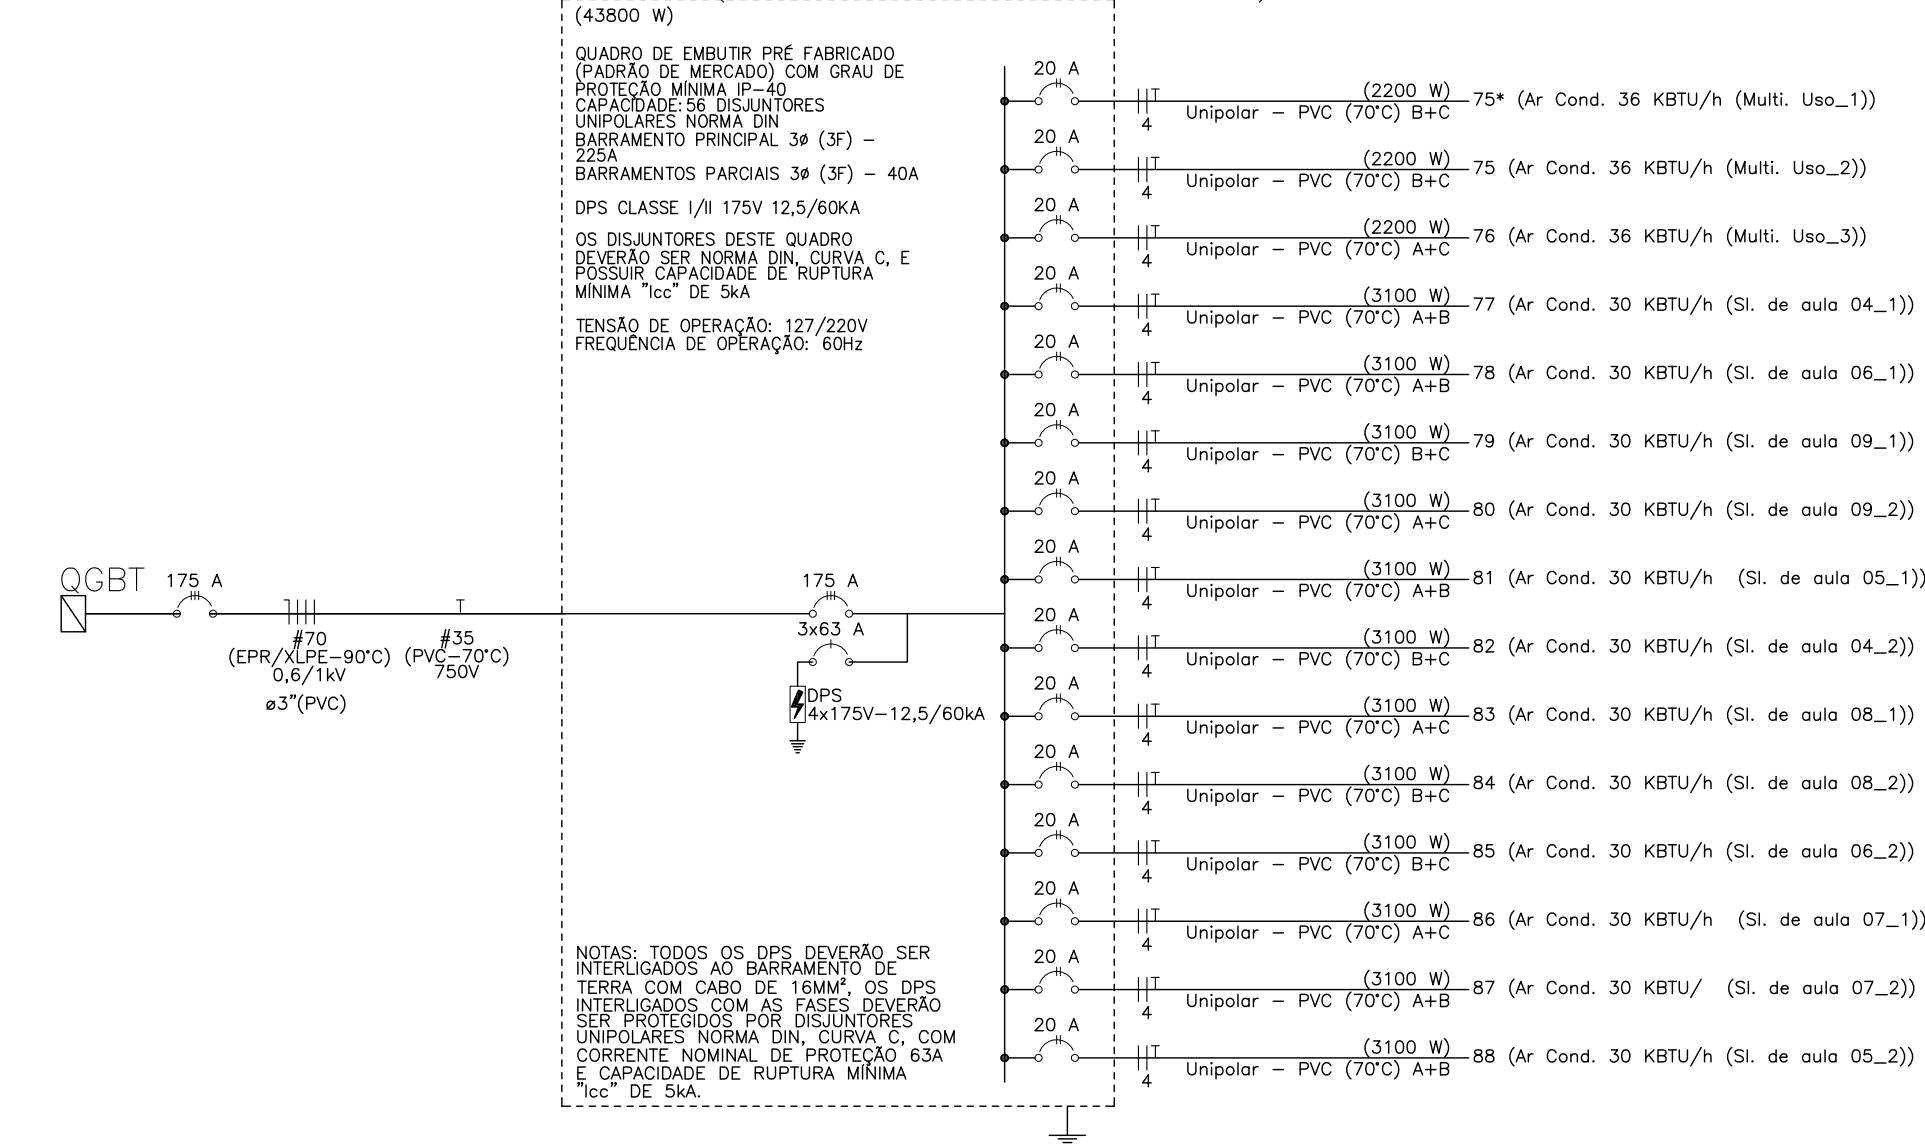 (43800 W)
QUADRO DE EMBUTIR PRÉ FABRICADO
(PADRÃO DE MERCADO) COM GRAU DE
PROTEÇÃO MÍNIMA IP-40
CAPACIDADE: 56 DISJUNTORES
UNIPOLARES NORMA DIN
BARRAMENTO PRINCIPAL 3ø (3F) -
225A
BARRAMENTOS PARCIAIS 3ø (3F) - 40A
DPS CLASSE I/II 175V 12,5/60KA
OS DISJUNTORES DESTE QUADRO
DEVERÃO SER NORMA DIN, CURVA C, E
POSSUIR CAPACIDADE DE RUPTURA
MÍNIMA "Icc" DE 5kA
TENSÃO DE OPERAÇÃO: 127/220V
FREQUÊNCIA DE OPERAÇÃO: 60Hz
QGBT
175 A
#70
(EPR/XLPE-90°C)
0,6/1kV
ø3"(PVC)
T
#35
(PVC-70°C)
750V
175 A
3x63 A
DPS
4x175V-12,5/60kA
NOTAS: TODOS OS DPS DEVERÃO SER
INTERLIGADOS AO BARRAMENTO DE
TERRA COM CABO DE 16MM², OS DPS
INTERLIGADOS COM AS FASES DEVERÃO
SER PROTEGIDOS POR DISJUNTORES
UNIPOLARES NORMA DIN, CURVA C, COM
CORRENTE NOMINAL DE PROTEÇÃO 63A
E CAPACIDADE DE RUPTURA MÍNIMA
"Icc" DE 5kA.
20 A
(2200 W) 75* (Ar Cond. 36 KBTU/h (Multi. Uso_1))
4 Unipolar - PVC (70°C) B+C
20 A
(2200 W) 75 (Ar Cond. 36 KBTU/h (Multi. Uso_2))
4 Unipolar - PVC (70°C) B+C
20 A
(2200 W) 76 (Ar Cond. 36 KBTU/h (Multi. Uso_3))
4 Unipolar - PVC (70°C) A+C
20 A
(3100 W) 77 (Ar Cond. 30 KBTU/h (Sl. de aula 04_1))
4 Unipolar - PVC (70°C) A+B
20 A
(3100 W) 78 (Ar Cond. 30 KBTU/h (Sl. de aula 06_1))
4 Unipolar - PVC (70°C) A+B
20 A
(3100 W) 79 (Ar Cond. 30 KBTU/h (Sl. de aula 09_1))
4 Unipolar - PVC (70°C) B+C
20 A
(3100 W) 80 (Ar Cond. 30 KBTU/h (Sl. de aula 09_2))
4 Unipolar - PVC (70°C) A+C
20 A
(3100 W) 81 (Ar Cond. 30 KBTU/h (Sl. de aula 05_1))
4 Unipolar - PVC (70°C) A+B
20 A
(3100 W) 82 (Ar Cond. 30 KBTU/h (Sl. de aula 04_2))
4 Unipolar - PVC (70°C) B+C
20 A
(3100 W) 83 (Ar Cond. 30 KBTU/h (Sl. de aula 08_1))
4 Unipolar - PVC (70°C) A+C
20 A
(3100 W) 84 (Ar Cond. 30 KBTU/h (Sl. de aula 08_2))
4 Unipolar - PVC (70°C) B+C
20 A
(3100 W) 85 (Ar Cond. 30 KBTU/h (Sl. de aula 06_2))
4 Unipolar - PVC (70°C) B+C
20 A
(3100 W) 86 (Ar Cond. 30 KBTU/h (Sl. de aula 07_1))
4 Unipolar - PVC (70°C) A+C
20 A
(3100 W) 87 (Ar Cond. 30 KBTU/ (Sl. de aula 07_2))
4 Unipolar - PVC (70°C) A+B
20 A
(3100 W) 88 (Ar Cond. 30 KBTU/h (Sl. de aula 05_2))
4 Unipolar - PVC (70°C) A+B